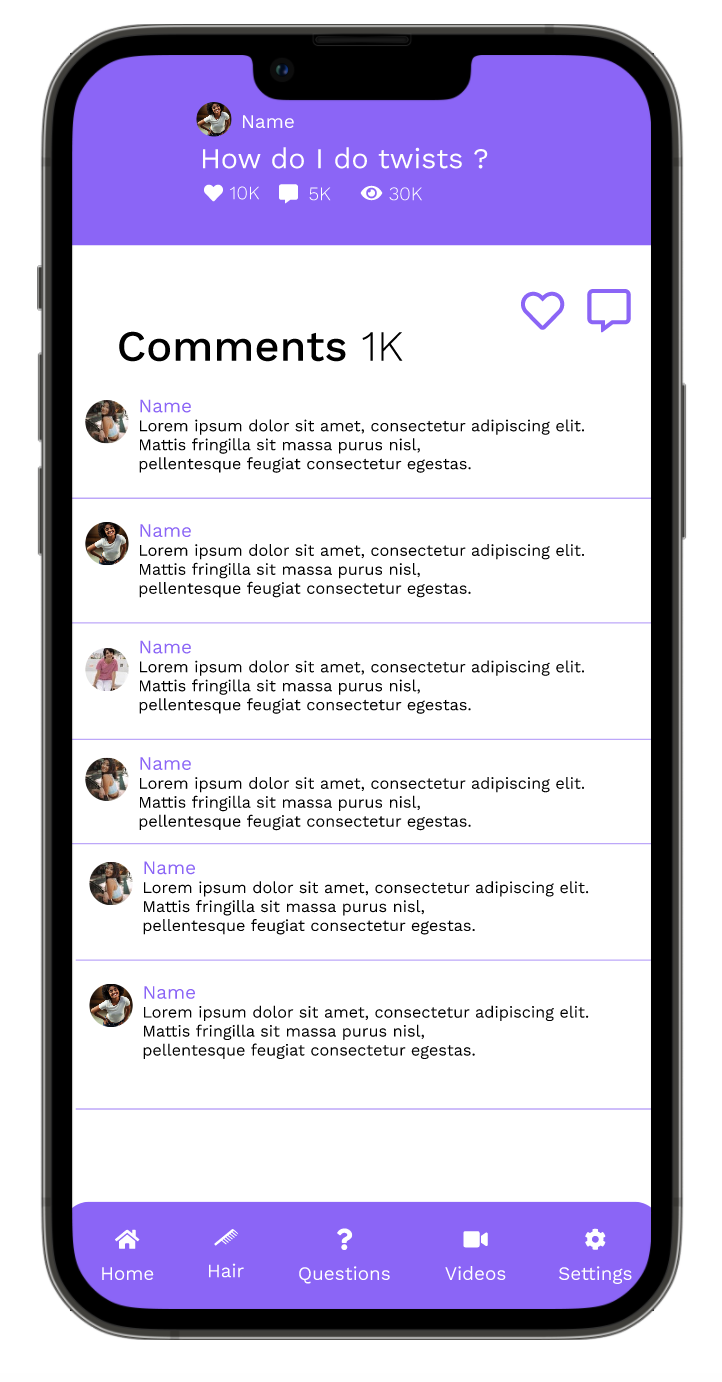 Name
How do I do twists ?
10K 5K 30K
Comments 1K
Name
Lorem ipsum dolor sit amet, consectetur adipiscing elit.
Mattis fringilla sit massa purus nisl,
pellentesque feugiat consectetur egestas.
Name
Lorem ipsum dolor sit amet, consectetur adipiscing elit.
Mattis fringilla sit massa purus nisl,
pellentesque feugiat consectetur egestas.
Name
Lorem ipsum dolor sit amet, consectetur adipiscing elit.
Mattis fringilla sit massa purus nisl,
pellentesque feugiat consectetur egestas.
Name
Lorem ipsum dolor sit amet, consectetur adipiscing elit.
Mattis fringilla sit massa purus nisl,
pellentesque feugiat consectetur egestas.
Name
Lorem ipsum dolor sit amet, consectetur adipiscing elit.
Mattis fringilla sit massa purus nisl,
pellentesque feugiat consectetur egestas.
Name
Lorem ipsum dolor sit amet, consectetur adipiscing elit.
Mattis fringilla sit massa purus nisl,
pellentesque feugiat consectetur egestas.
Home Hair Questions Videos Settings